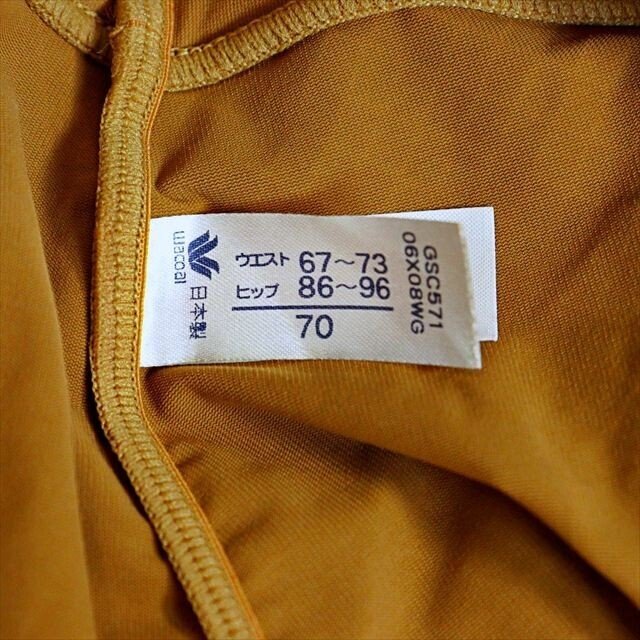 Wacoal
日本製
ウエスト 67～73
ヒップ 86～96
70
GSC571
06X08WG